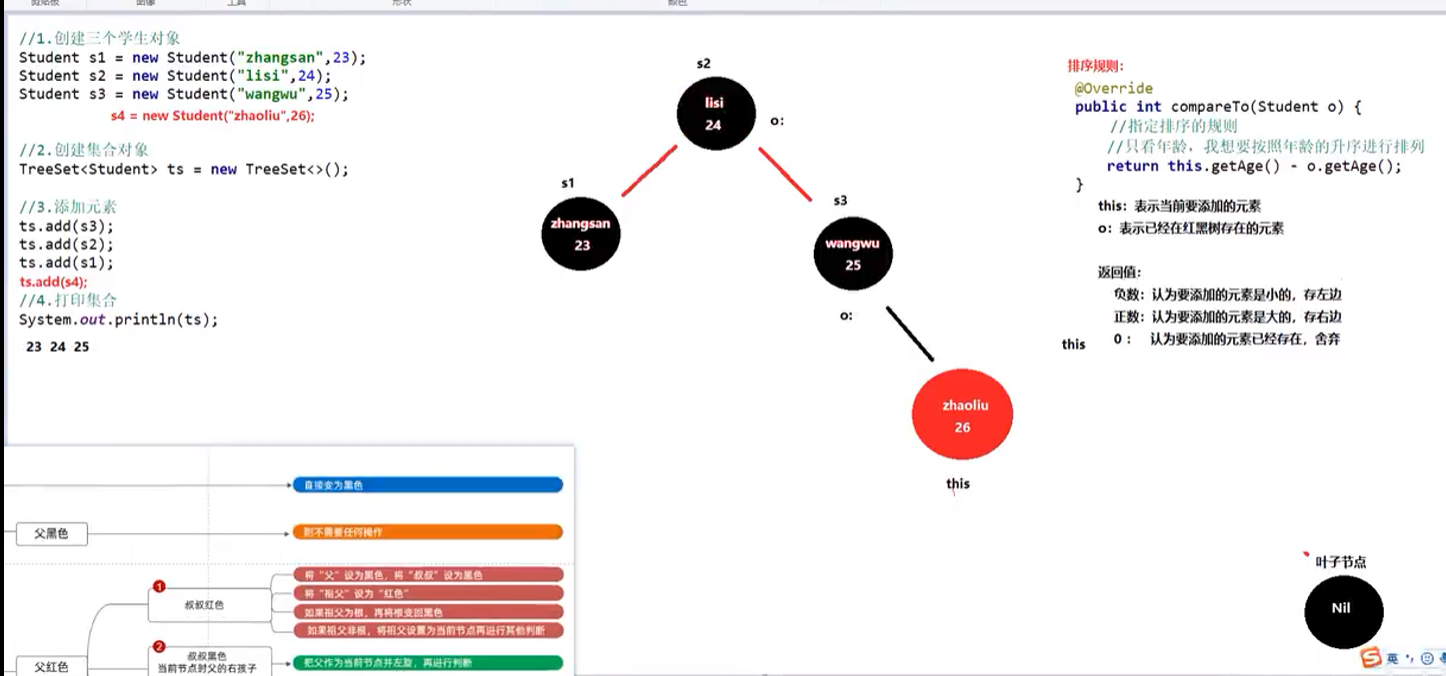 剪贴板
图像
工具
形状
颜色
//1.创建三个学生对象
Student s1 = new Student("zhangsan",23);
Student s2 = new Student("lisi",24);
Student s3 = new Student("wangwu",25);
s4 = new Student("zhaoliu",26);
//2.创建集合对象
TreeSet<Student> ts = new TreeSet<>();
//3.添加元素
ts.add(s3);
ts.add(s2);
ts.add(s1);
ts.add(s4);
//4.打印集合
System.out.println(ts);
23 24 25
s2
lisi
24
o:
s1
zhangsan
23
s3
wangwu
25
o:
zhaoliu
26
this
排序规则:
@Override
public int compareTo(Student o) {
//指定排序的规则
//只看年龄，我想要按照年龄的升序进行排列
return this.getAge() - o.getAge();
}
this：表示当前要添加的元素
o：表示已经在红黑树存在的元素
返回值：
负数：认为要添加的元素是小的，存左边
正数：认为要添加的元素是大的，存右边
0 ： 认为要添加的元素已经存在，舍弃
this
直接变为黑色
父黑色
则不需要任何操作
1
叔叔红色
将“父”设为黑色，将“叔叔”设为黑色
将“祖父”设为“红色”
如果祖父为根，再将根变回黑色
如果祖父非根，将祖父设置为当前节点再进行其他判断
父红色
2
叔叔黑色
当前节点时父的右孩子
把父作为当前节点并左旋，再进行判断
叶子节点
Nil
英